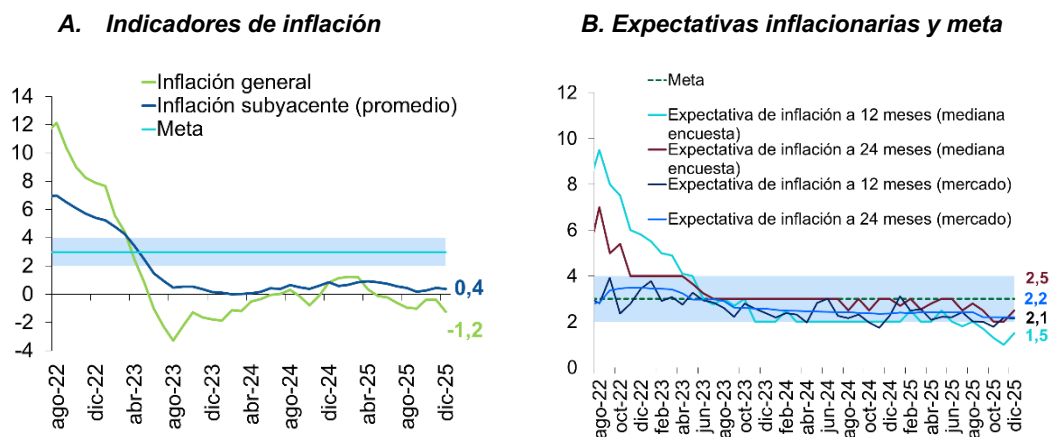 A. Indicadores de inflación
Inflación general
Inflación subyacente (promedio)
Meta
14
12
10
8
6
4
2
0
-2
-4
0,4
-1,2
ago-22
dic-22
abr-23
ago-23
dic-23
abr-24
ago-24
dic-24
abr-25
ago-25
dic-25
B. Expectativas inflacionarias y meta
Meta
Expectativa de inflación a 12 meses (mediana
encuesta)
Expectativa de inflación a 24 meses (mediana
encuesta)
Expectativa de inflación a 12 meses (mercado)
Expectativa de inflación a 24 meses (mercado)
12
10
8
6
4
2
0
2,5
2,2
2,1
1,5
ago-22
oct-22
dic-22
feb-23
abr-23
jun-23
ago-23
oct-23
dic-23
feb-24
abr-24
jun-24
ago-24
oct-24
dic-24
feb-25
abr-25
jun-25
ago-25
oct-25
dic-25